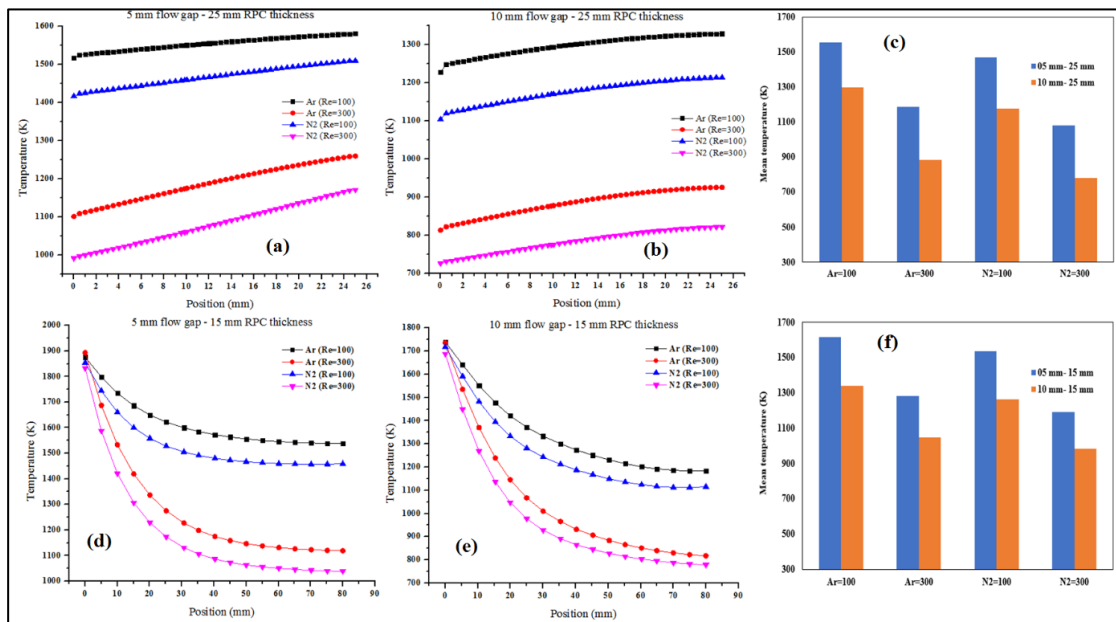 5 mm flow gap - 25 mm RPC thickness
1600
1500
1400
1300
1200
1100
1000
Temperature (K)
Ar (Re=100)
Ar (Re=300)
N2 (Re=100)
N2 (Re=300)
(a)
0 2 4 6 8 10 12 14 16 18 20 22 24 26
Position (mm)
10 mm flow gap - 25 mm RPC thickness
1300
1200
1100
1000
900
800
700
Temperature (K)
Ar (Re=100)
Ar (Re=300)
N2 (Re=100)
N2 (Re=300)
(b)
0 2 4 6 8 10 12 14 16 18 20 22 24 26
Position (mm)
1700
1500
1300
1100
900
700
500
300
Mean temperature (K)
(c)
05 mm- 25 mm
10 mm- 25 mm
Ar=100 Ar=300 N2=100 N2=300
5 mm flow gap - 15 mm RPC thickness
2000
1900
1800
1700
1600
1500
1400
1300
1200
1100
1000
Temperature (K)
Ar (Re=100)
Ar (Re=300)
N2 (Re=100)
N2 (Re=300)
(d)
0 10 20 30 40 50 60 70 80 90
Position (mm)
10 mm flow gap - 15 mm RPC thickness
1800
1700
1600
1500
1400
1300
1200
1100
1000
900
800
700
Temperature (K)
Ar (Re=100)
Ar (Re=300)
N2 (Re=100)
N2 (Re=300)
(e)
0 10 20 30 40 50 60 70 80 90
Position (mm)
1700
1500
1300
1100
900
700
500
300
Mean temperature (K)
(f)
05 mm- 15 mm
10 mm- 15 mm
Ar=100 Ar=300 N2=100 N2=300